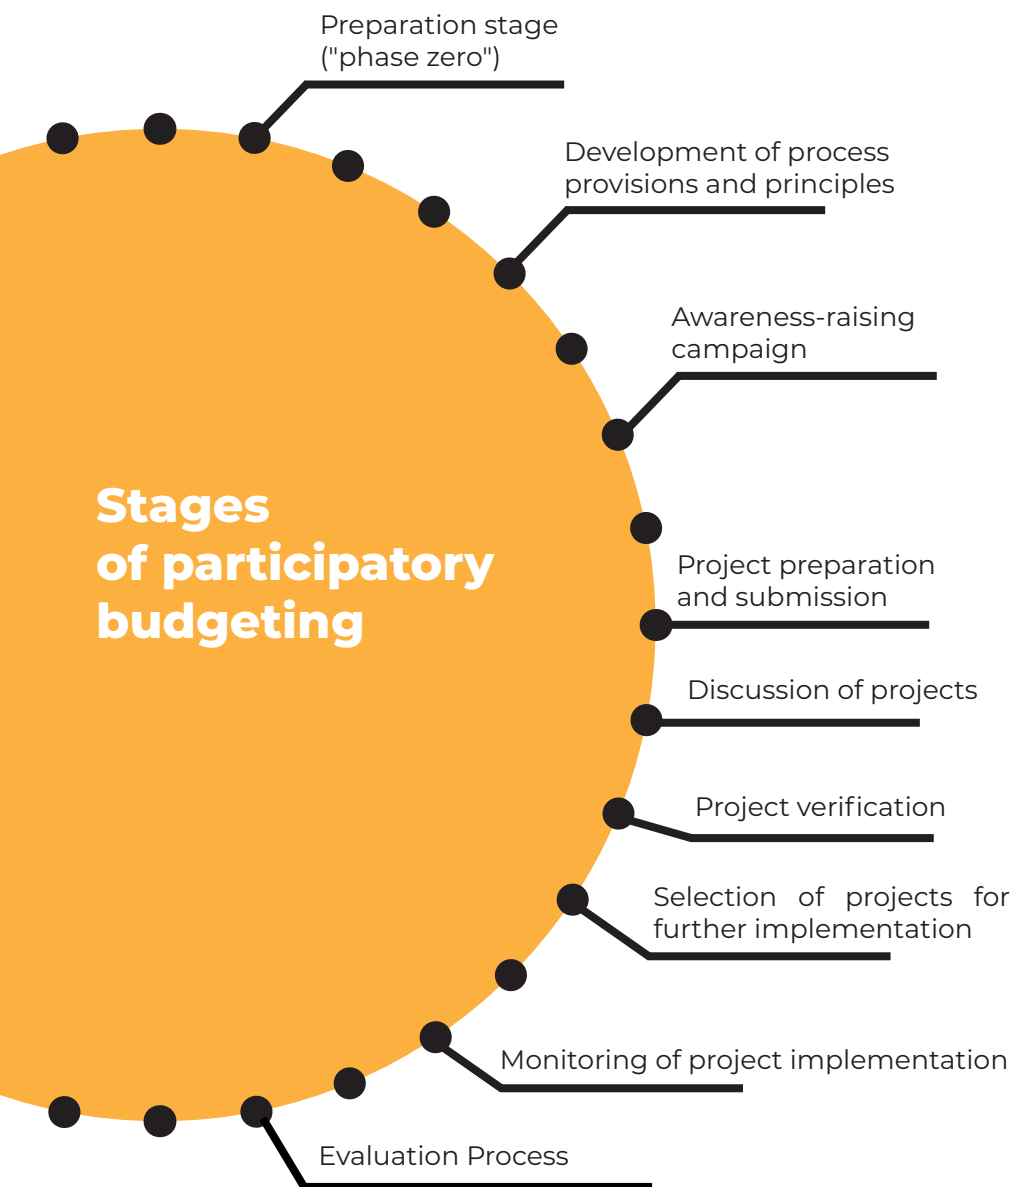 Preparation stage
("phase zero")
Development of process
provisions and principles
Awareness-raising
campaign
Stages
of participatory
budgeting
Project preparation
and submission
Discussion of projects
Project verification
Selection of projects for
further implementation
Monitoring of project implementation
Evaluation Process